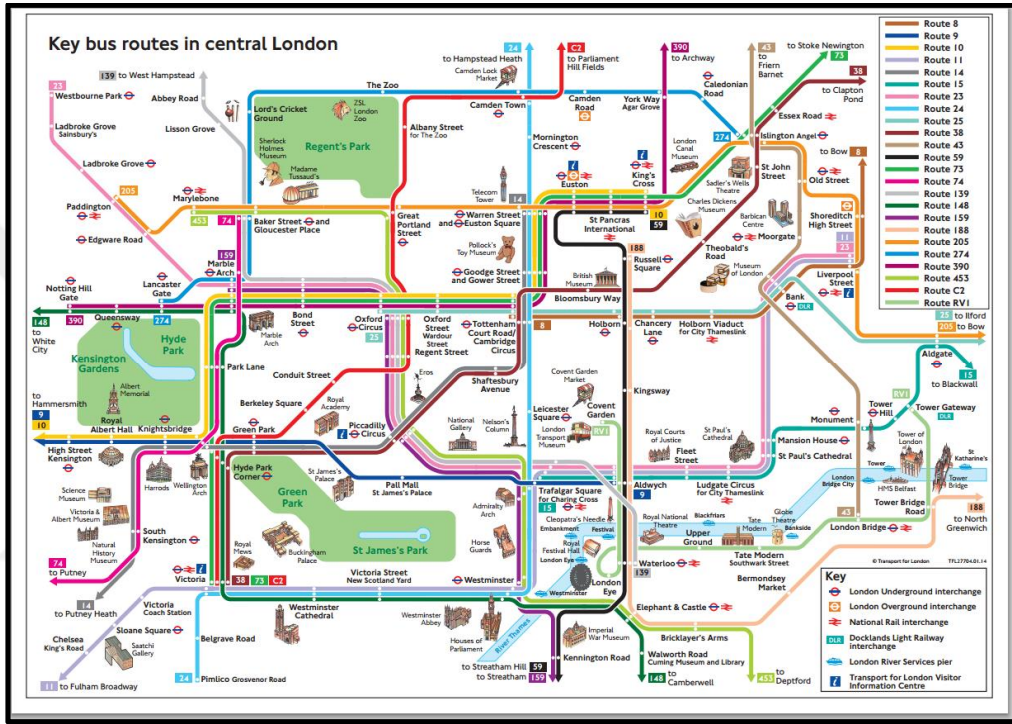 Key bus routes in central London
Route 8
Route 9
Route 10
Route 11
Route 14
Route 15
Route 23
Route 24
Route 25
Route 38
Route 43
Route 59
Route 73
Route 74
Route 139
Route 148
Route 159
Route 188
Route 205
Route 274
Route 390
Route 453
Route C2
Route RV1
24
to Hampstead Heath
C2
to Parliament
Hill Fields
390
to Archway
43
to
Friern
Barnet
to Stoke Newington
73
38
to Clapton
Pond
139 to West Hampstead
23
Westbourne Park
Abbey Road
The Zoo
Camden Lock
Market
Camden Town
Camden
Road
York Way
Agar Grove
Caledonian
Road
Essex Road
Ladbroke Grove
Sainsbury's
Lisson Grove
Lord's Cricket
Ground
ZSL
London
Zoo
Albany Street
for The Zoo
Mornington
Crescent
274
Islington Angel
8
to Bow
Sherlock
Holmes
Museum
Regent's Park
Ladbroke Grove
Madame
Tussaud's
Telecom
Tower
14
Euston
King's
Cross
London
Canal
Museum
Sadler's Wells
Theatre
St John
Street
Old Street
205
Marylebone
Paddington
453
74
Baker Street and
Gloucester Place
Great
Portland
Street
Warren Street
and Euston Square
St Pancras
International
10
59
Charles Dickens
Museum
Barbican
Centre
Shoreditch
High Street
Edgware Road
Pollock's
Toy Museum
188
Russell
Square
Theobald's
Road
Moorgate
11
23
159
Marble
Arch
Goodge Street
and Gower Street
British
Museum
Museum
of London
Liverpool
Street
Notting Hill
Gate
Lancaster
Gate
Bloomsbury Way
Bank
DLR
148
to
White
City
390
Queensway
274
Marble
Arch
Bond
Street
Oxford
Circus
25
Oxford
Street
Wardour
Street
Regent Street
Tottenham
Court Road/
Cambridge
Circus
8
Holborn
Chancery
Lane
Holborn Viaduct
for City Thameslink
25
to Ilford
205
to Bow
Hyde
Park
Kensington
Gardens
Park Lane
Conduit Street
Eros
Shaftesbury
Avenue
Covent Garden
Market
Kingsway
Aldgate
15
to Blackwall
RV1
to
Hammersmith
9
10
Albert
Memorial
Royal
Albert Hall
Knightsbridge
Berkeley Square
Green Park
Royal
Academy
Piccadilly
Circus
National
Gallery
Nelson's
Column
Leicester
Square
Covent
Garden
RV1
London
Transport
Museum
Royal Courts
of Justice
St Paul's
Cathedral
Fleet
Street
Monument
Tower
Hill
Tower Gateway
DLR
Mansion House
St Paul's Cathedral
High Street
Kensington
Harrods
Wellington
Arch
Hyde Park
Corner
St James's
Palace
Pall Mall
St James's Palace
Trafalgar Square
for Charing Cross
15
Aldwych
9
Ludgate Circus
for City Thameslink
Tower
London
Bridge City
Tower of
London
HMS Belfast
St
Katharine's
Tower
Bridge
Science
Museum
Victoria &
Albert Museum
Natural
History
Museum
Green
Park
Admiralty
Arch
Cleopatra's Needle
Embankment
Festival
Royal National
Theatre
Blackfriars
Tate
Modern
Globe
Theatre
Bankside
Tower Bridge
Road
43
London Bridge
188
to North
Greenwich
South
Kensington
Royal
Mews
Buckingham
Palace
St James's Park
Horse
Guards
Royal
Festival Hall
London Eye
Upper
Ground
Tate Modern
Southwark Street
© Transport for London
TFL27704.01.14
74
to Putney
Victoria
38
73
C2
Victoria Street
New Scotland Yard
Westminster
Westminster
London
Eye
Waterloo
139
Bermondsey
Market
14
to Putney Heath
Victoria
Coach Station
Sloane Square
Chelsea
King's Road
Saatchi
Gallery
Belgrave Road
Westminster
Cathedral
Westminster
Abbey
Houses of
Parliament
River Thames
Imperial
War Museum
Elephant & Castle
Bricklayer's Arms
Kennington Road
Walworth Road
Cuming Museum and Library
11 to Fulham Broadway
24
Pimlico Grosvenor Road
to Streatham Hill 59
to Streatham 159
148
to
Camberwell
453
to
Deptford
Key
London Underground interchange
London Overground interchange
National Rail interchange
DLR
Docklands Light Railway
interchange
London River Services pier
Transport for London Visitor
Information Centre